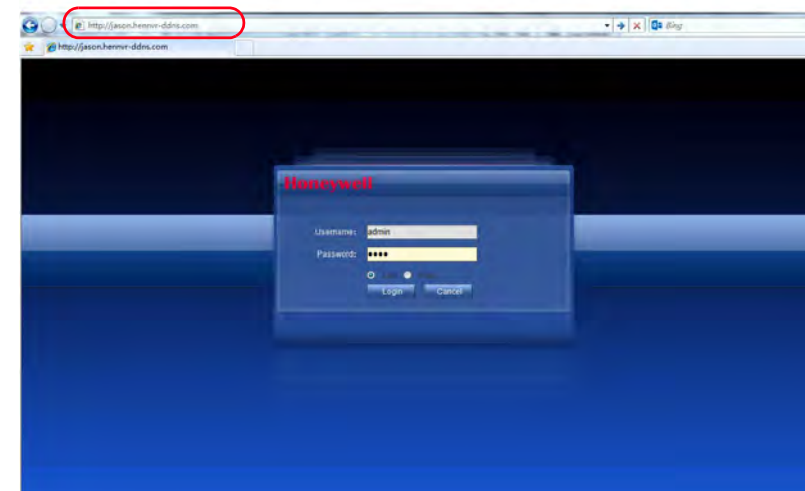 http://jason.hennvr-ddns.com
Bing
http://jason.hennvr-ddns.com
Honeywell
Username: admin
Password: ••••
Login Cancel